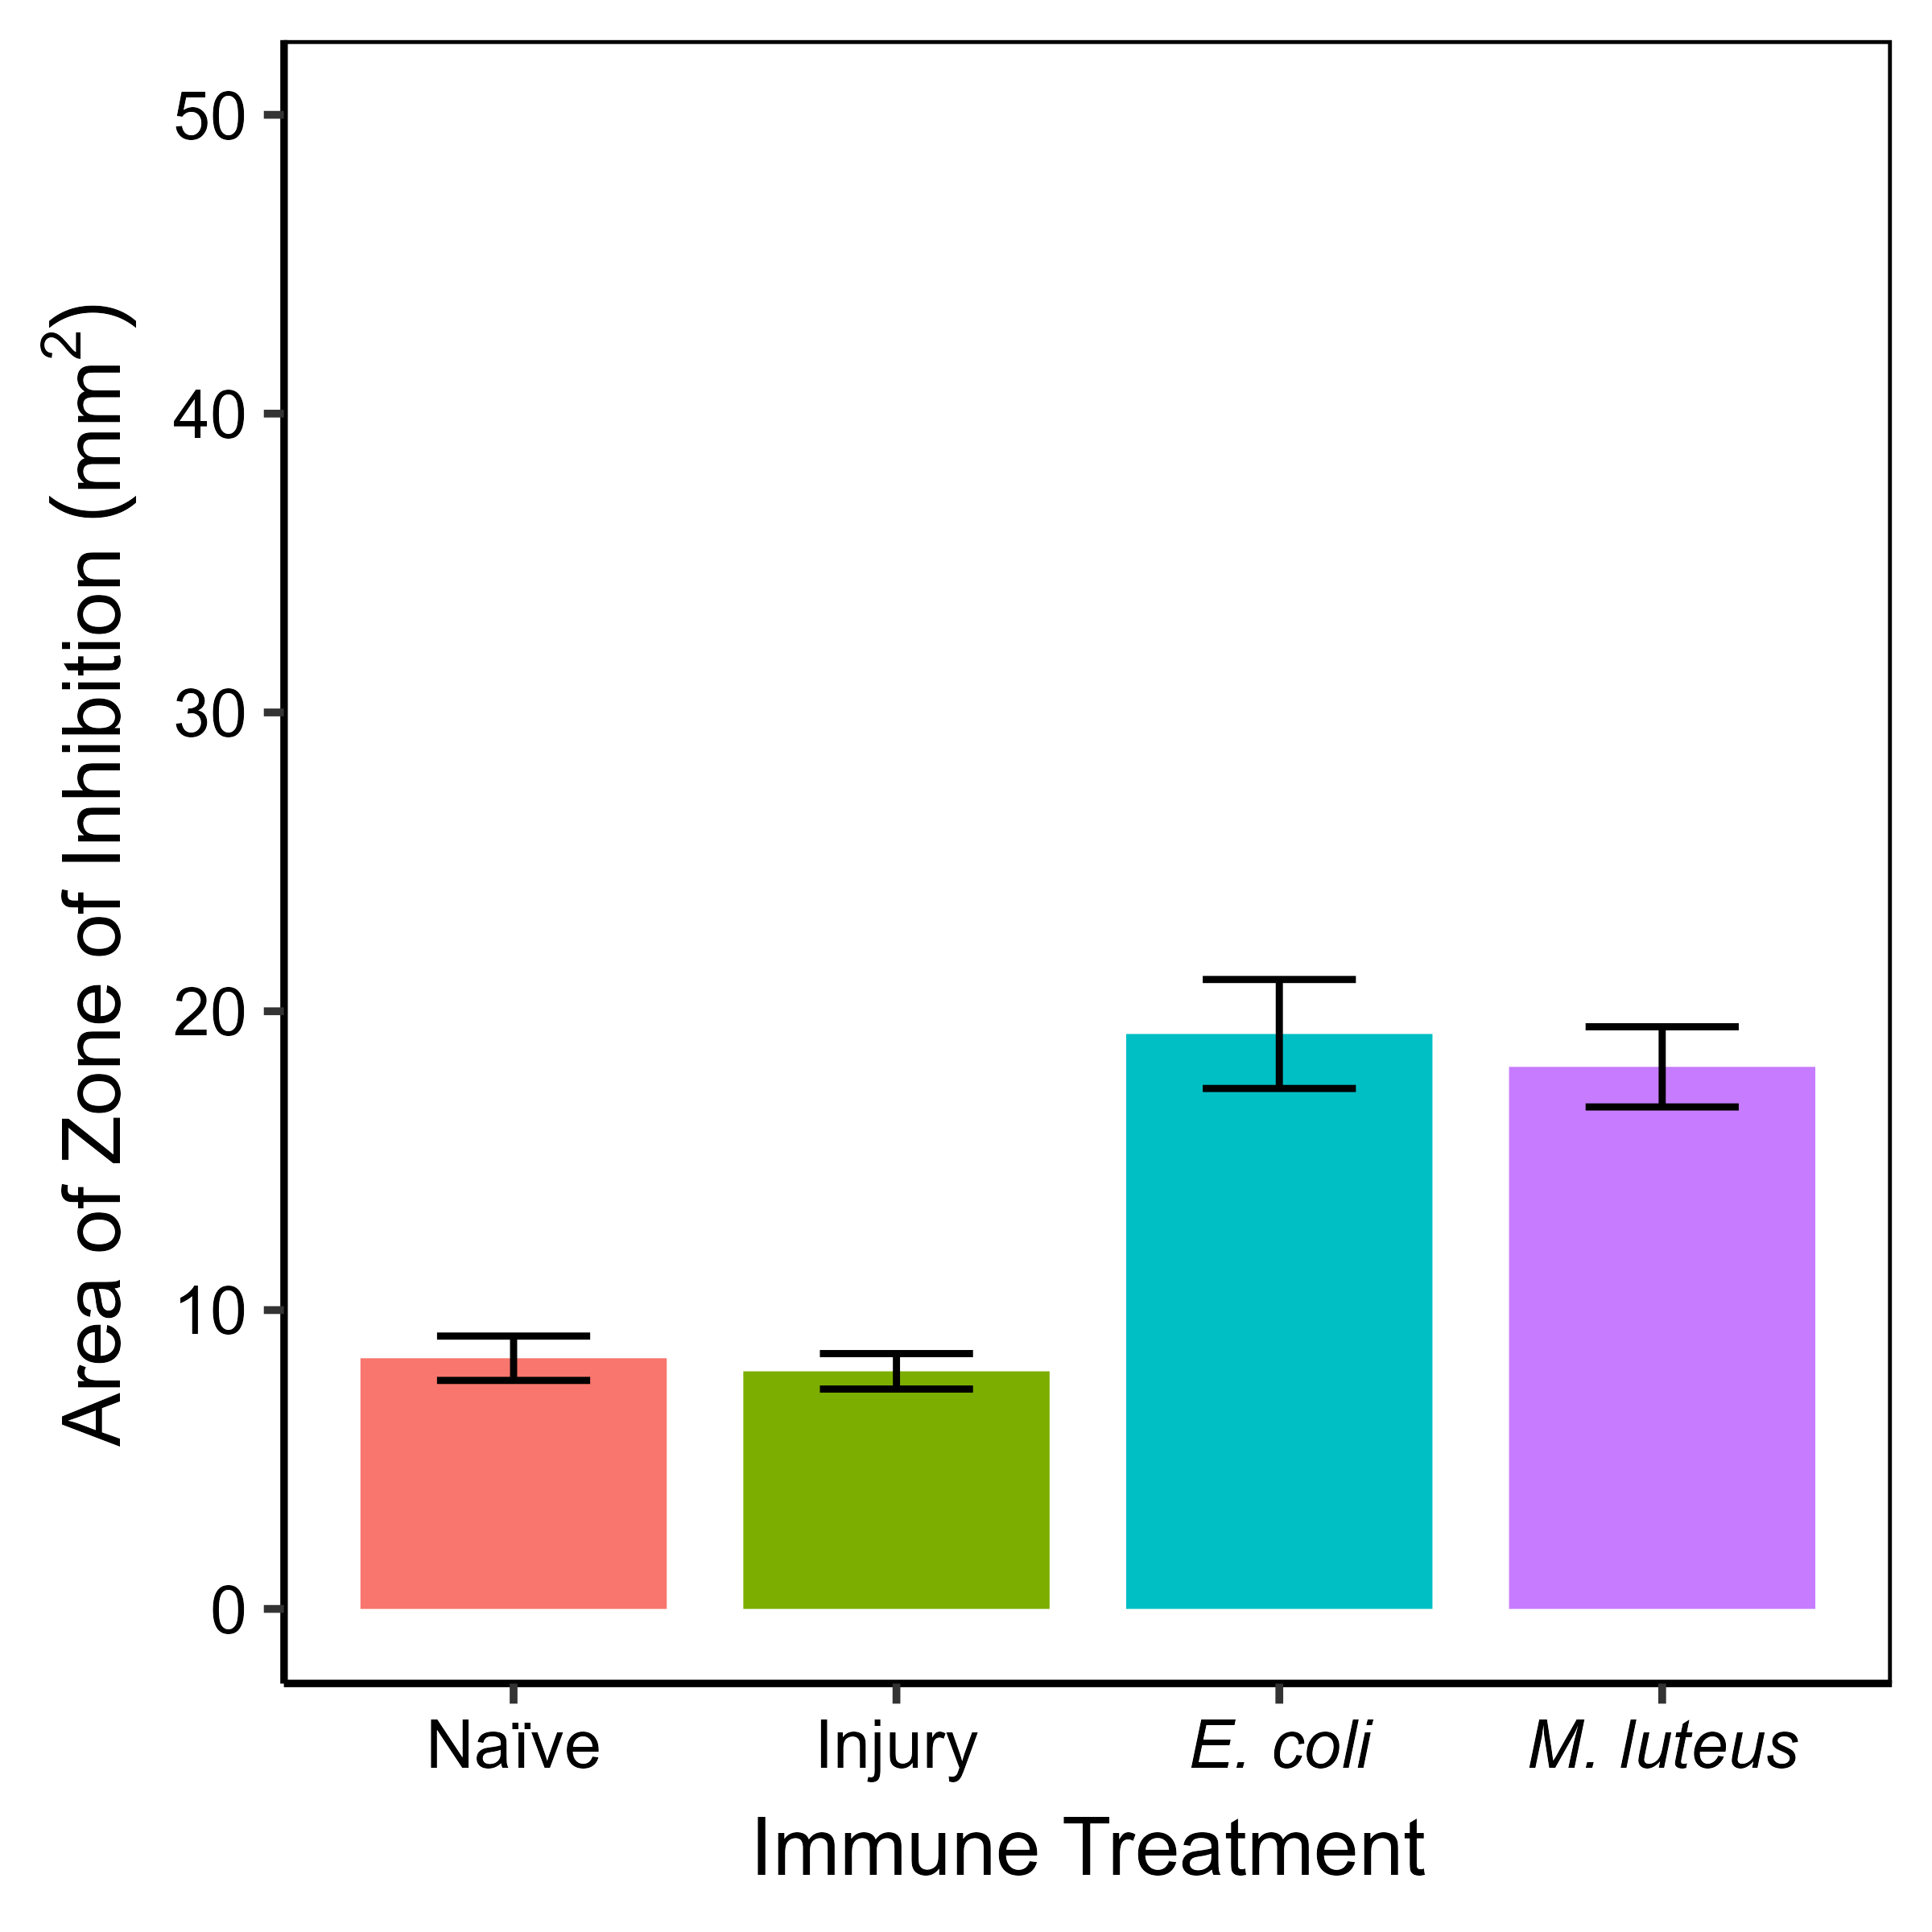 Area of Zone of Inhibition (mm²)
50
40
30
20
10
0
Naïve Injury E. coli M. luteus
Immune Treatment